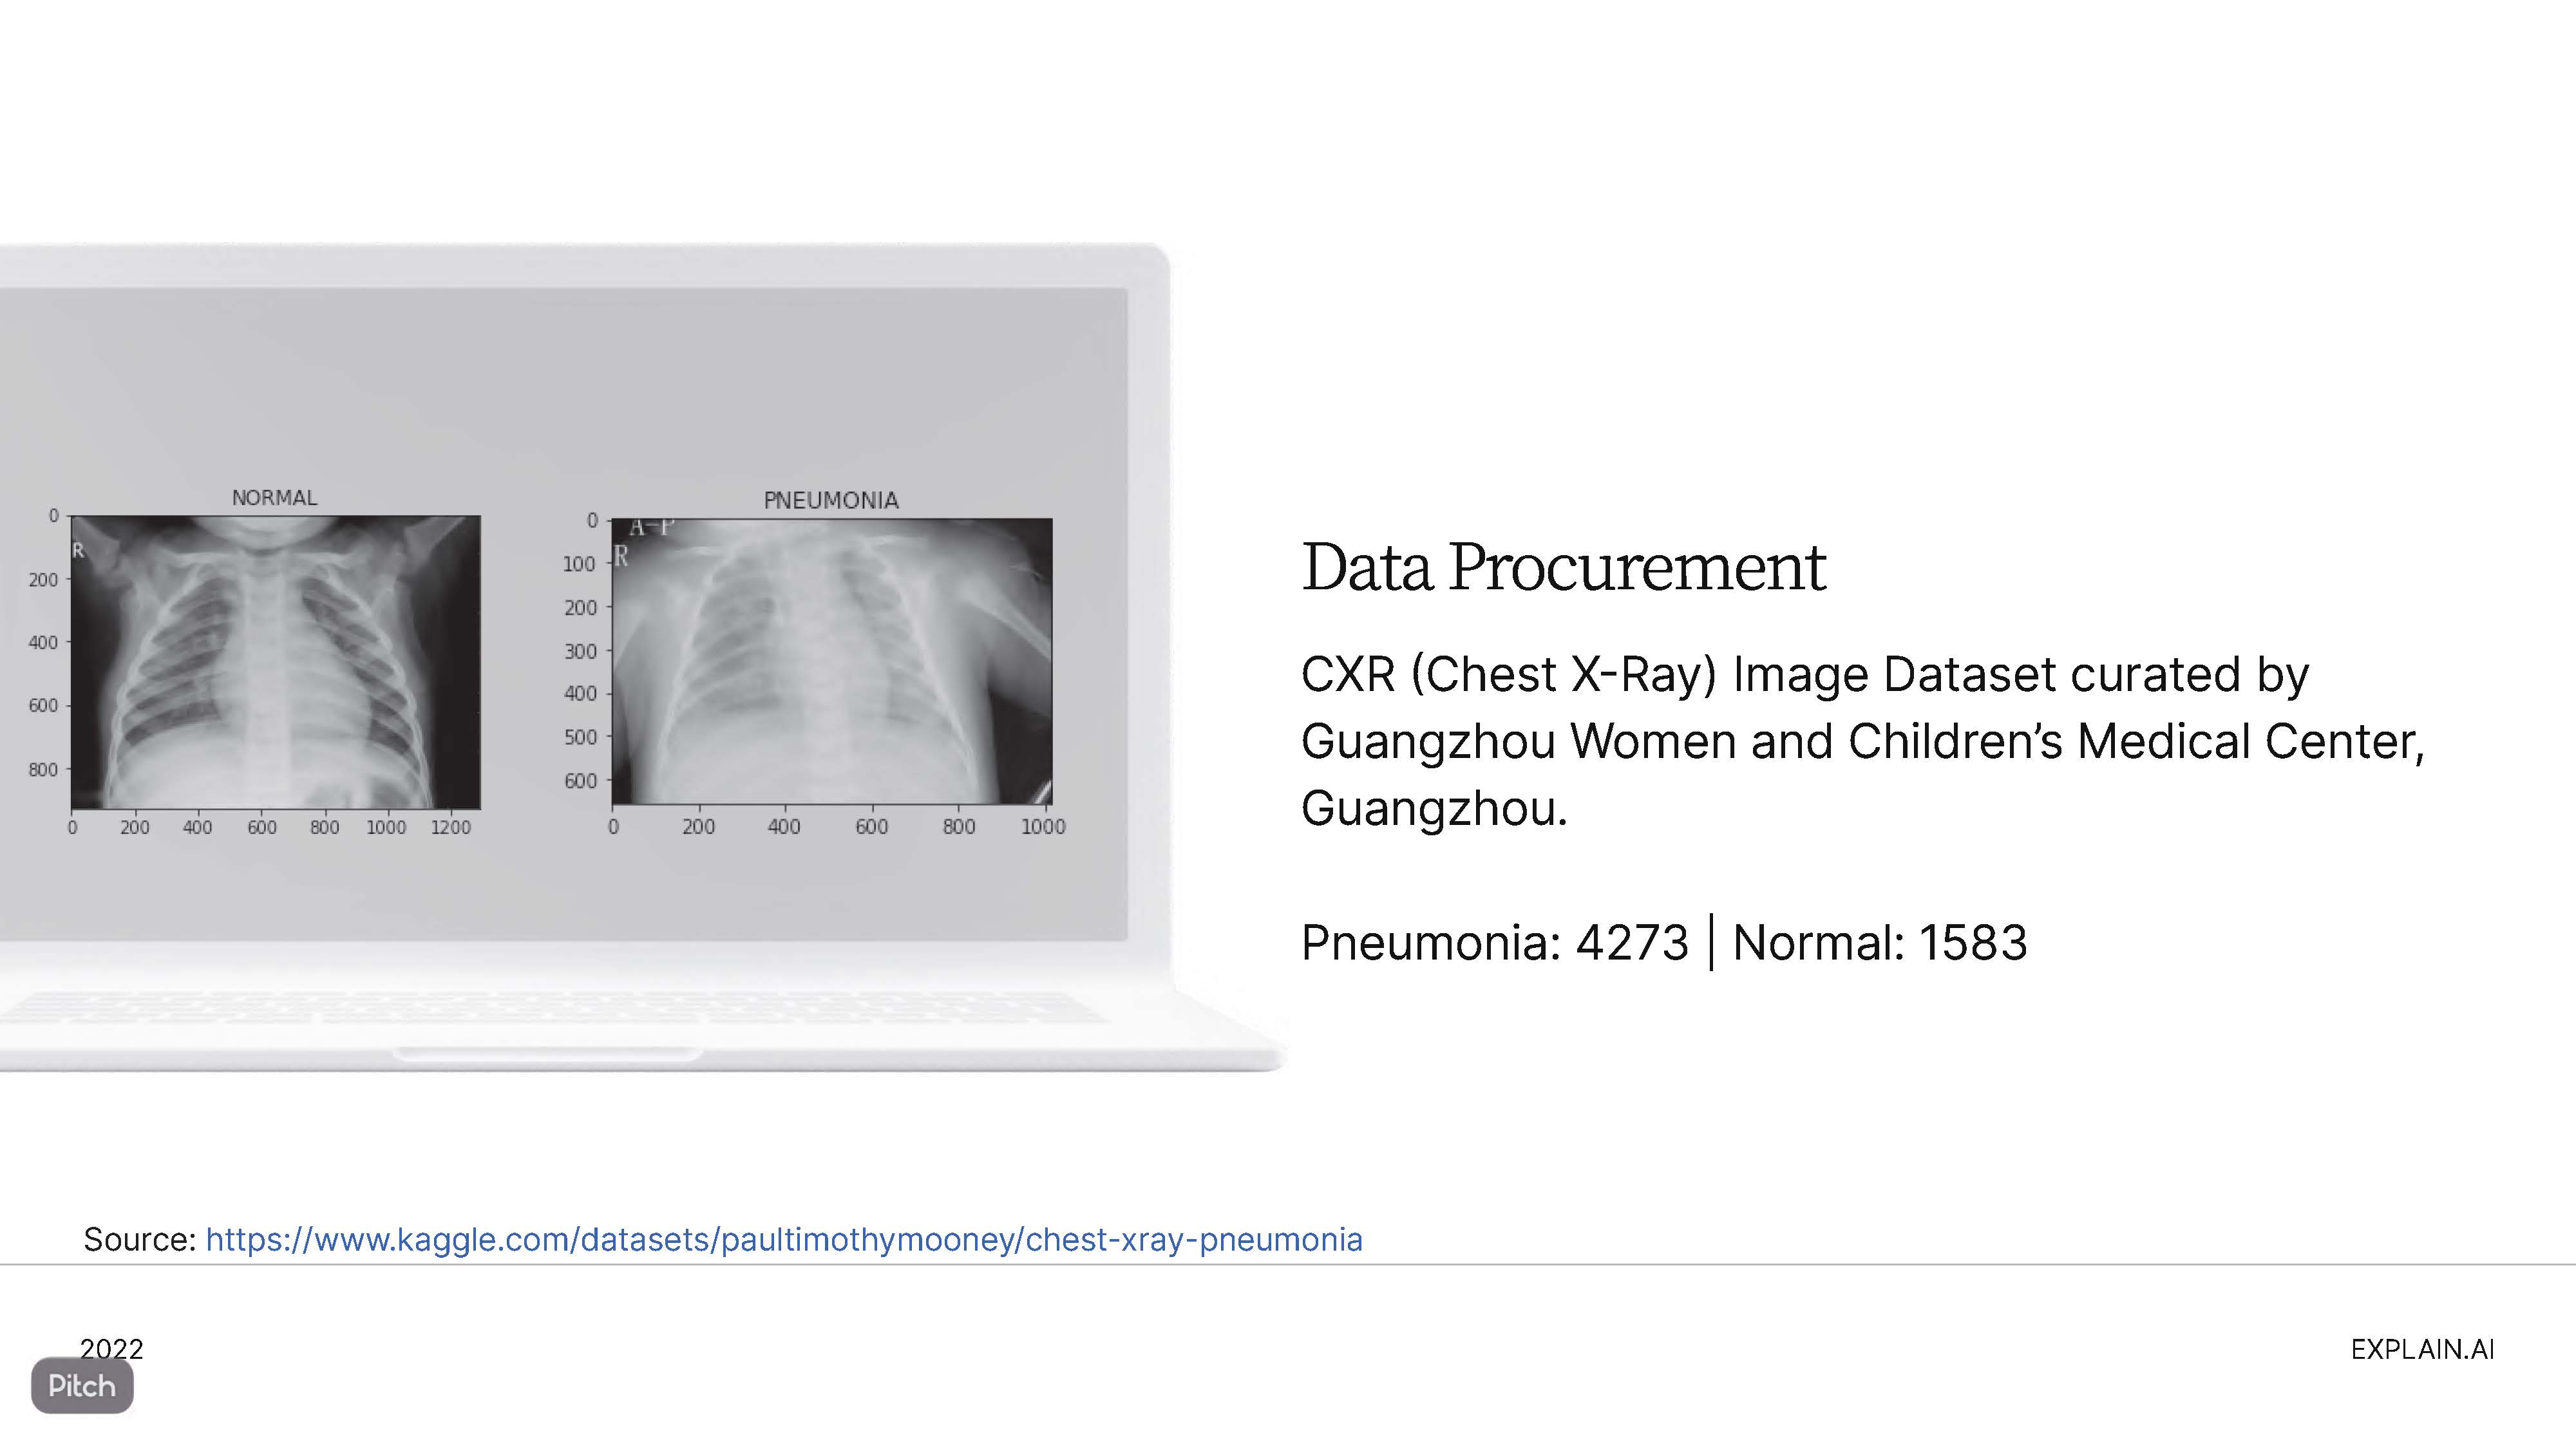 NORMAL
0
R
200
400
600
800
0 200 400 600 800 1000 1200
PNEUMONIA
0
A-P
R
100
200
300
400
500
600
0 200 400 600 800 1000
Data Procurement
CXR (Chest X-Ray) Image Dataset curated by
Guangzhou Women and Children’s Medical Center,
Guangzhou.
Pneumonia: 4273 | Normal: 1583
Source: https://www.kaggle.com/datasets/paultimothymooney/chest-xray-pneumonia
2022
EXPLAIN.AI
Pitch